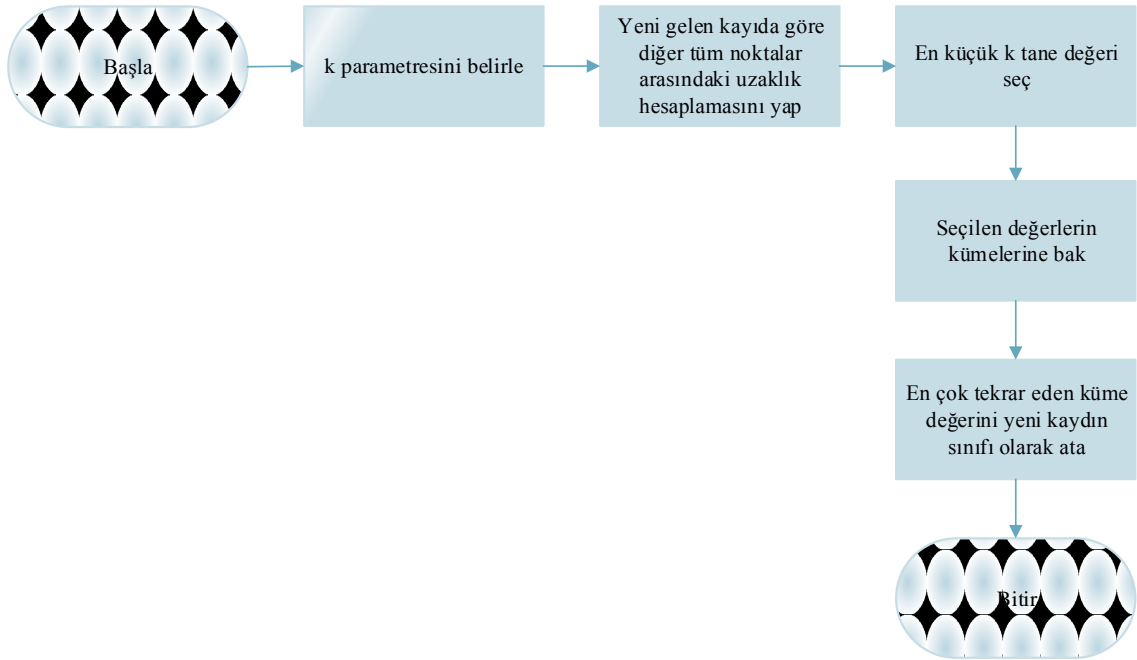 Başla
k parametresini belirle
Yeni gelen kayıda göre
diğer tüm noktalar
arasındaki uzaklık
hesaplamasını yap
En küçük k tane değeri
seç
Seçilen değerlerin
kümelerine bak
En çok tekrar eden küme
değerini yeni kaydın
sınıfı olarak ata
Bitir